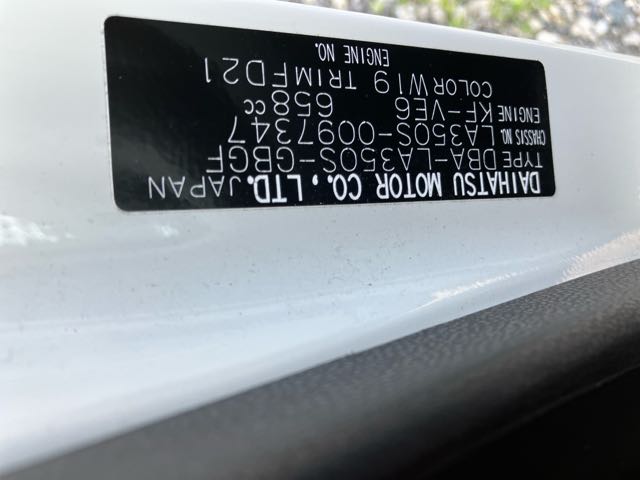 DAIHATSU MOTOR CO., LTD. JAPAN
TYPE DBA-LA350S-GBGF
CHASSIS NO. LA350S-0097347
ENGINE KF-VE6 658cc
COLOR W19 TRIM FD21
ENGINE NO.